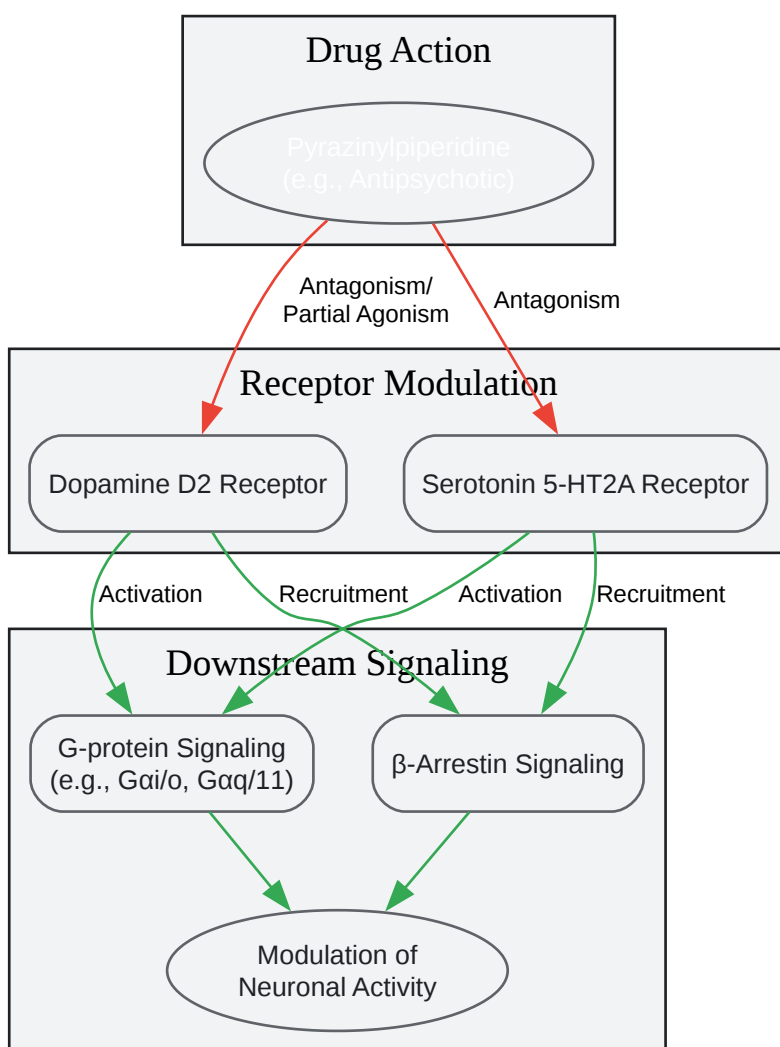 Drug Action
Pyrazinylpiperidine
(e.g., Antipsychotic)
Antagonism/
Partial Agonism
Antagonism
Receptor Modulation
Dopamine D2 Receptor
Serotonin 5-HT2A Receptor
Activation
Recruitment
Activation
Recruitment
Downstream Signaling
G-protein Signaling
(e.g., Gαi/o, Gαq/11)
β-Arrestin Signaling
Modulation of
Neuronal Activity